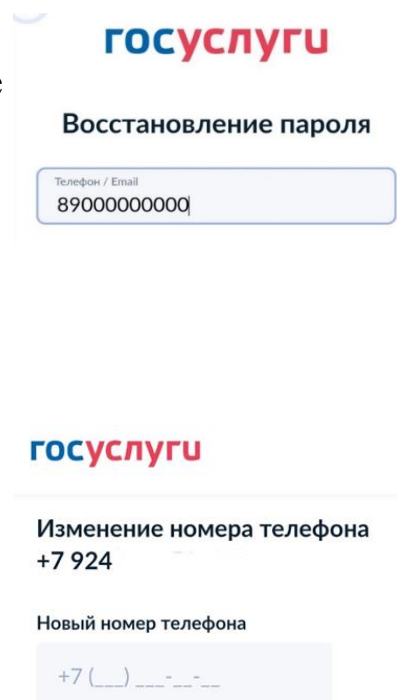 госуслуги
Восстановление пароля
Телефон / Email
89000000000
госуслуги
Изменение номера телефона
+7 924
Новый номер телефона
+7 (___) ___-__-__